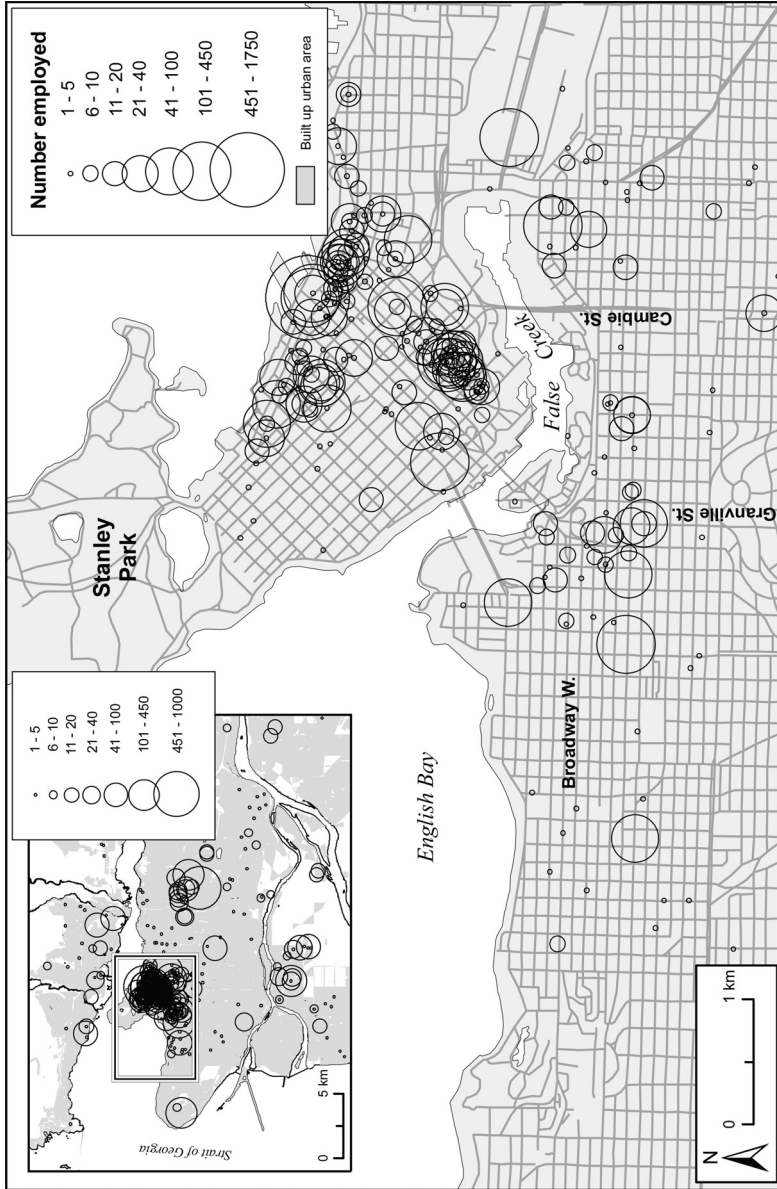 Number employed
1 - 5
6 - 10
11 - 20
21 - 40
41 - 100
101 - 450
451 - 1750
Built up urban area
1 - 5
6 - 10
11 - 20
21 - 40
41 - 100
101 - 450
451 - 1000
Strait of Georgia
0
5 km
Stanley
Park
English Bay
False
Creek
Broadway W.
Granville St.
Cambie St.
N
0
1 km